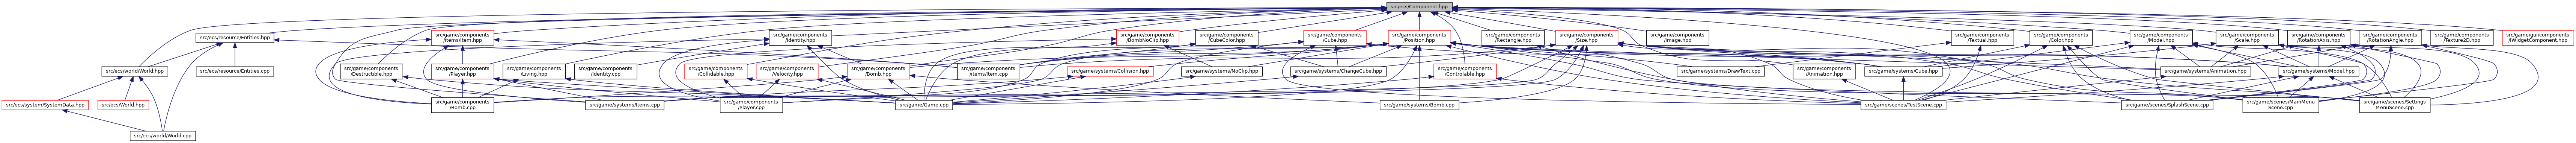 src/ecs/Component.hpp
src/ecs/resource/Entities.hpp
src/game/components
/Items/Item.hpp
src/game/components
/Identity.hpp
src/game/components
/BombNoClip.hpp
src/game/components
/CubeColor.hpp
src/game/components
/Cube.hpp
src/game/components
/Position.hpp
src/game/components
/Rectangle.hpp
src/game/components
/Size.hpp
src/game/components
/Image.hpp
src/game/components
/Textual.hpp
src/game/components
/Color.hpp
src/game/components
/Model.hpp
src/game/components
/Scale.hpp
src/game/components
/RotationAxis.hpp
src/game/components
/RotationAngle.hpp
src/game/components
/Texture2D.hpp
src/game/gui/components
/IWidgetComponent.hpp
src/ecs/world/World.hpp
src/ecs/resource/Entities.cpp
src/game/components
/Destructible.hpp
src/game/components
/Player.hpp
src/game/components
/Living.hpp
src/game/components
/Identity.cpp
src/game/components
/Collidable.hpp
src/game/components
/Velocity.hpp
src/game/components
/Bomb.hpp
src/game/components
/Items/Item.cpp
src/game/systems/Collision.hpp
src/game/systems/NoClip.hpp
src/game/systems/ChangeCube.hpp
src/game/components
/Controlable.hpp
src/game/systems/DrawText.cpp
src/game/components
/Animation.hpp
src/game/systems/Cube.hpp
src/game/systems/Animation.hpp
src/game/systems/Model.hpp
src/ecs/system/SystemData.hpp
src/ecs/World.hpp
src/game/components
/Bomb.cpp
src/game/systems/Items.cpp
src/game/components
/Player.cpp
src/game/Game.cpp
src/game/systems/Bomb.cpp
src/game/scenes/TestScene.cpp
src/game/scenes/SplashScene.cpp
src/game/scenes/MainMenu
Scene.cpp
src/game/scenes/Settings
MenuScene.cpp
src/ecs/world/World.cpp